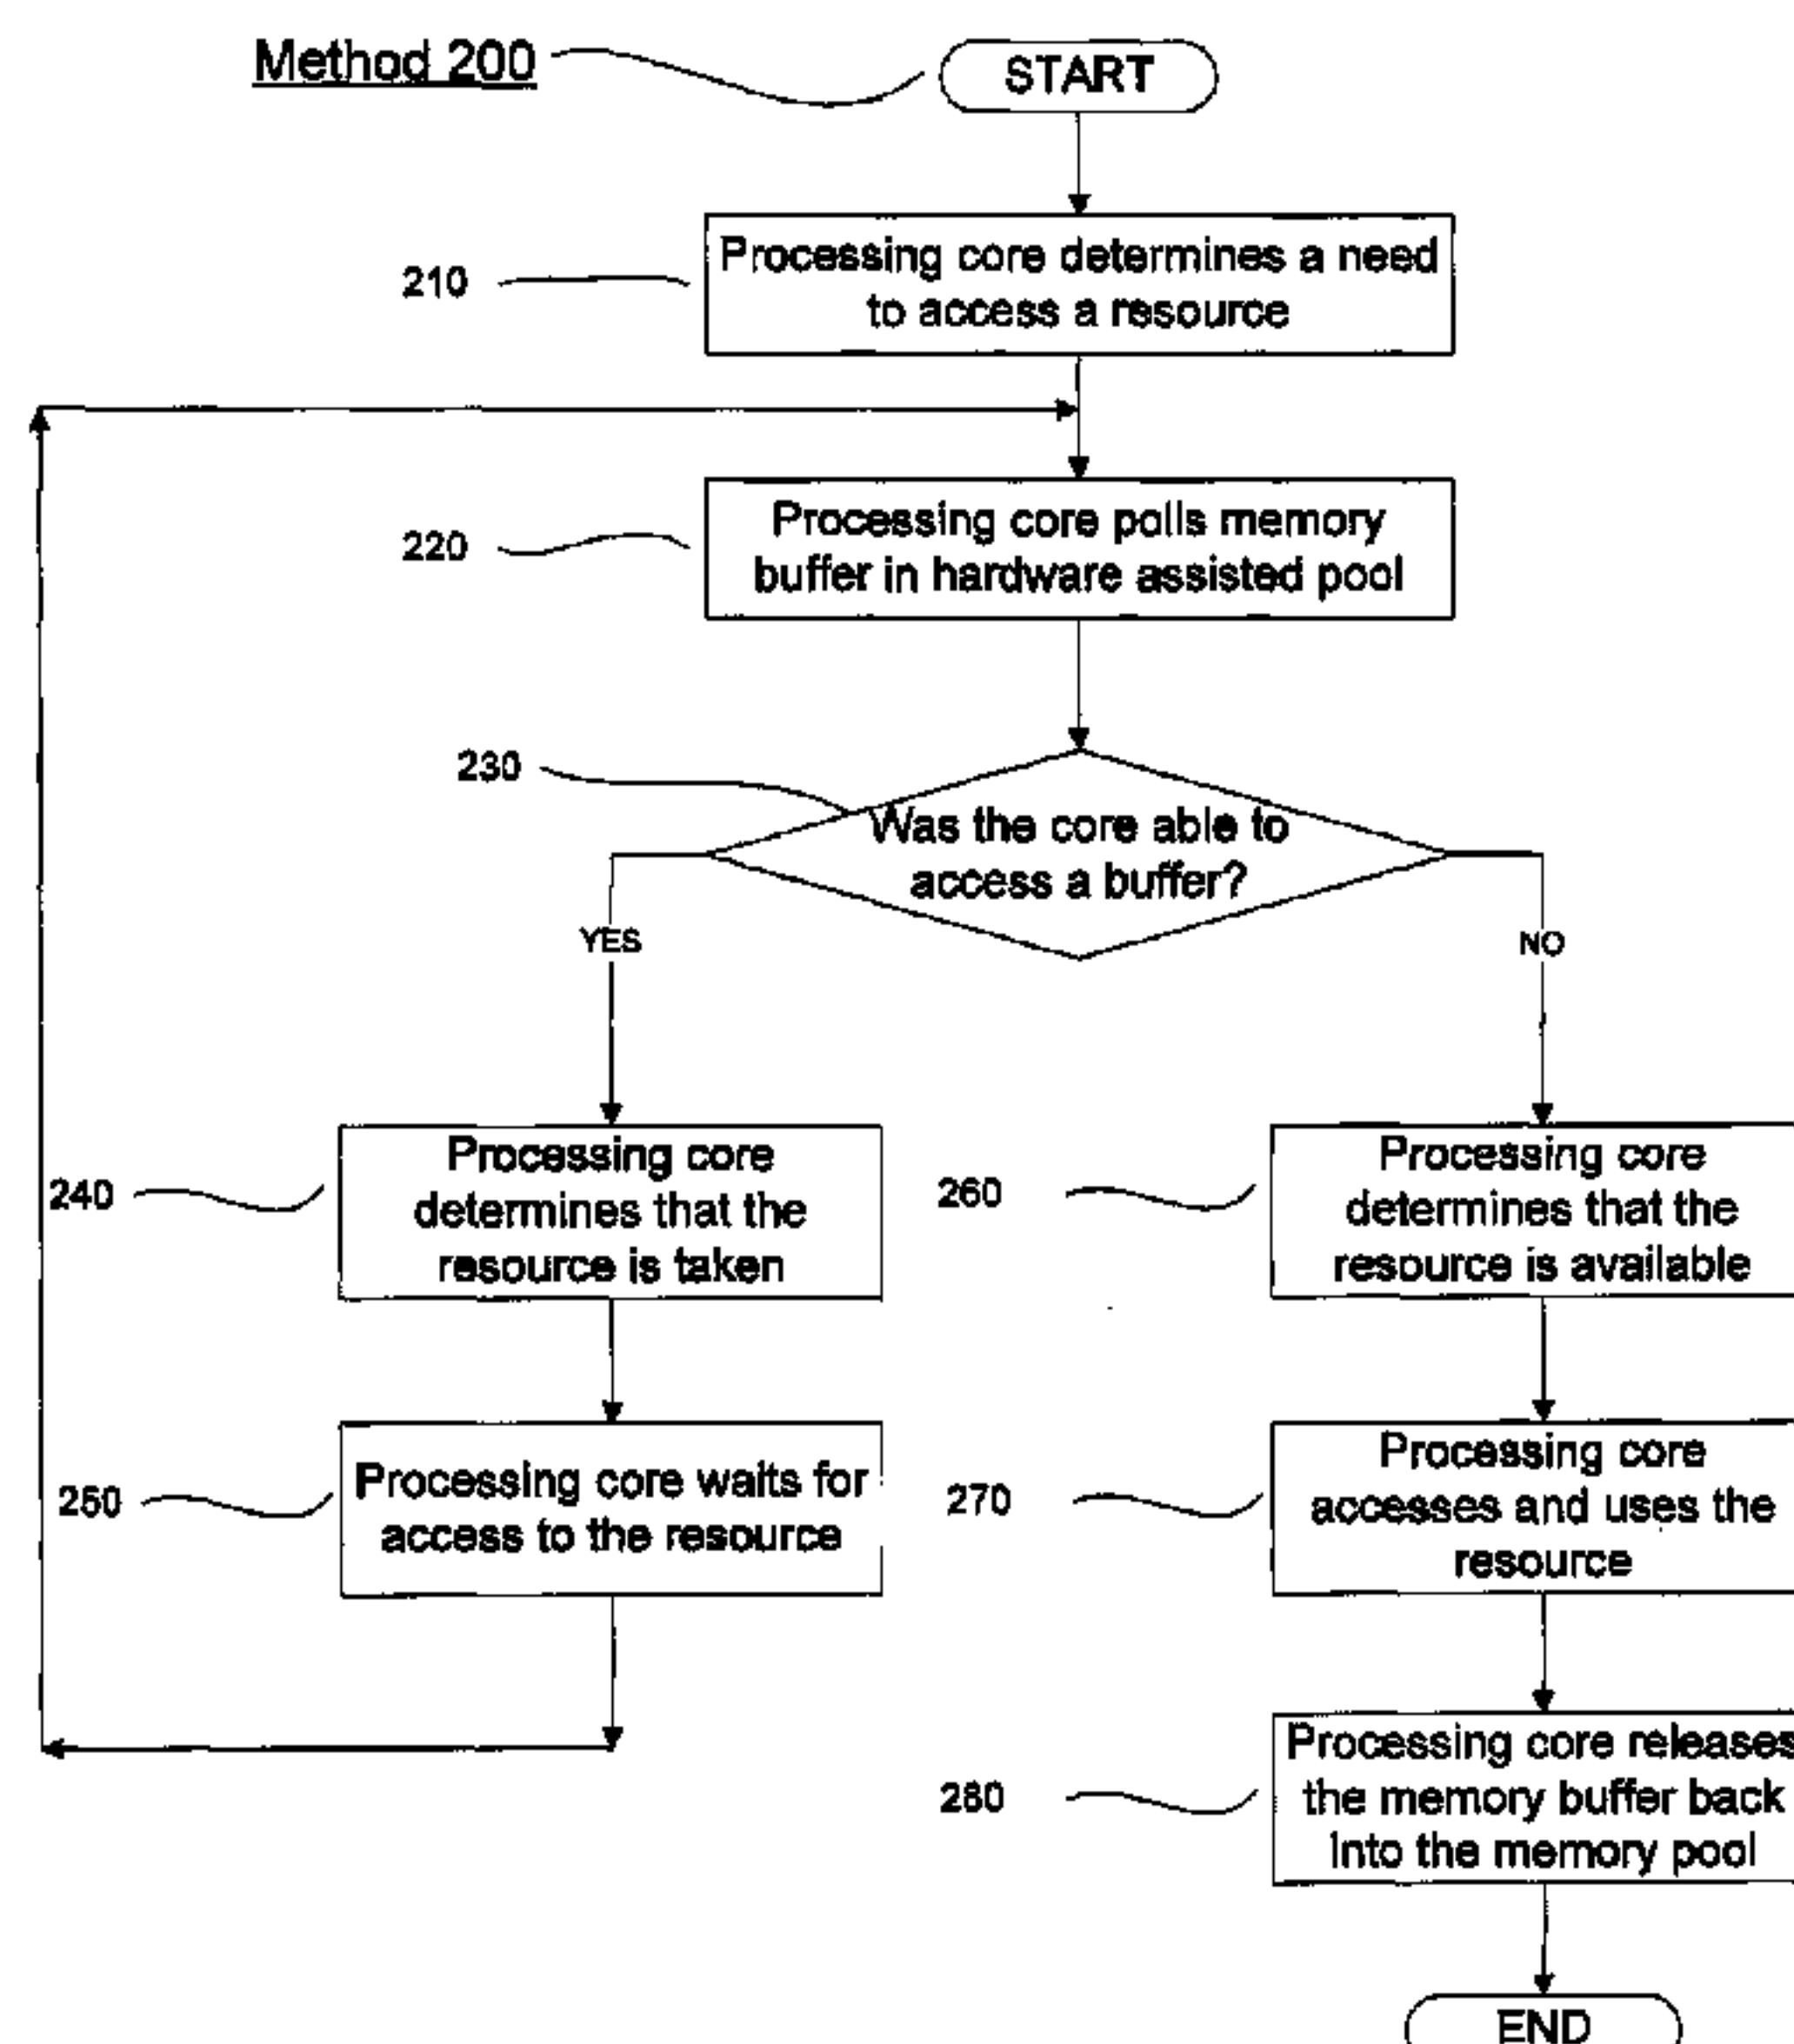 Method 200
START
210
Processing core determines a need
to access a resource
220
Processing core polls memory
buffer in hardware assisted pool
230
Was the core able to
access a buffer?
YES
NO
240
Processing core
determines that the
resource is taken
260
Processing core
determines that the
resource is available
250
Processing core waits for
access to the resource
270
Processing core
accesses and uses the
resource
280
Processing core releases
the memory buffer back
into the memory pool
END